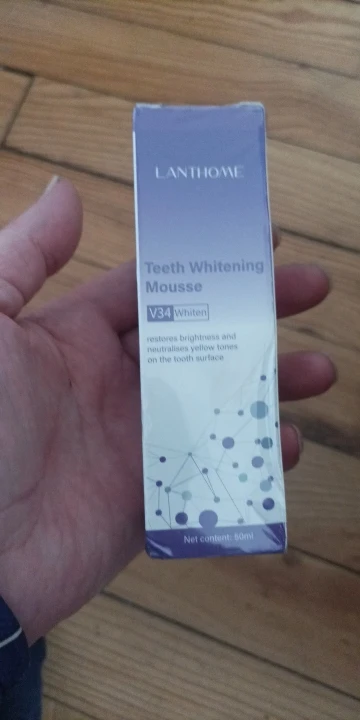 LANTHOME
Teeth Whitening
Mousse
V34 Whiten
restores brightness and
neutralises yellow tones
on the tooth surface
Net content: 50ml